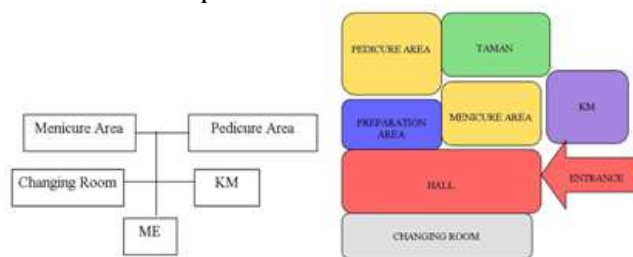 Menicure Area
Pedicure Area
Changing Room
KM
ME
PEDICURE AREA
TAMAN
PREPARATION
AREA
MENICURE AREA
KM
HALL
ENTRANCE
CHANGING ROOM